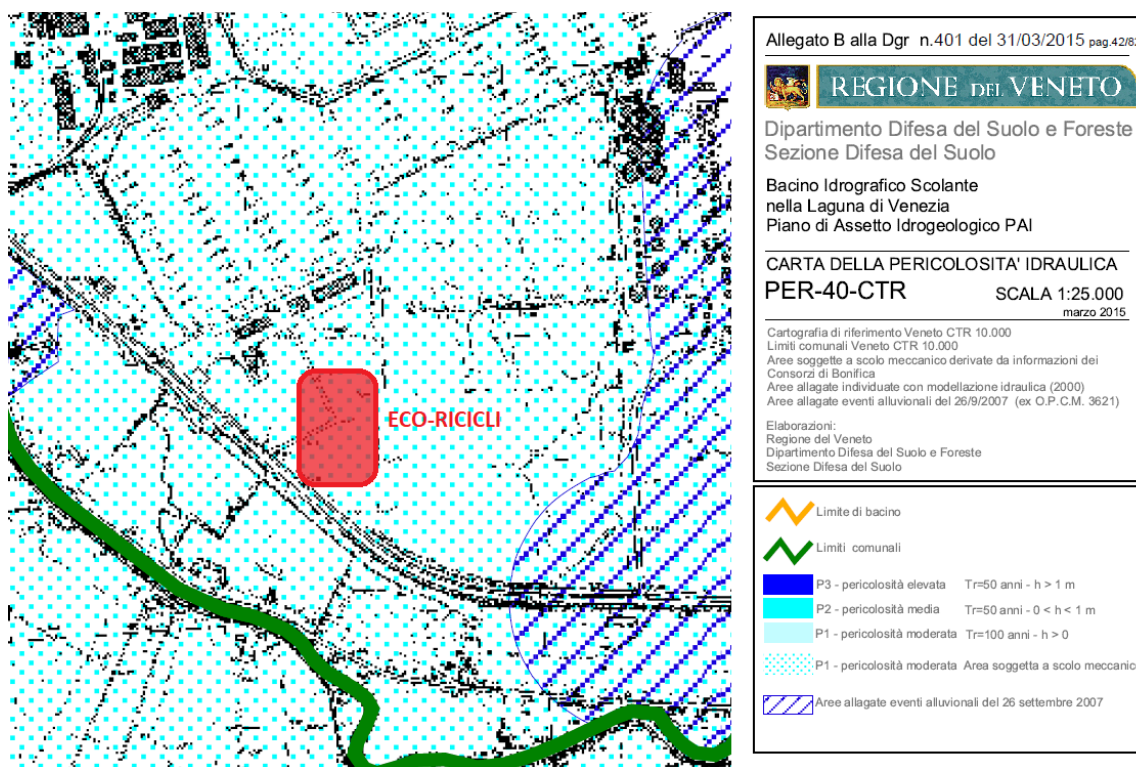 ECO-RICICLI
Allegato B alla Dgr n.401 del 31/03/2015 pag.42/82
REGIONE DEL VENETO
Dipartimento Difesa del Suolo e Foreste
Sezione Difesa del Suolo
Bacino Idrografico Scolante
nella Laguna di Venezia
Piano di Assetto Idrogeologico PAI
CARTA DELLA PERICOLOSITA' IDRAULICA
PER-40-CTR SCALA 1:25.000
marzo 2015
Cartografia di riferimento Veneto CTR 10.000
Limiti comunali Veneto CTR 10.000
Aree soggette a scolo meccanico derivate da informazioni dei
Consorzi di Bonifica
Aree allagate individuate con modellazione idraulica (2000)
Aree allagate eventi alluvionali del 26/9/2007 (ex O.P.C.M. 3621)
Elaborazioni:
Regione del Veneto
Dipartimento Difesa del Suolo e Foreste
Sezione Difesa del Suolo
Limite di bacino
Limiti comunali
P3 - pericolosità elevata Tr=50 anni - h > 1 m
P2 - pericolosità media Tr=50 anni - 0 < h < 1 m
P1 - pericolosità moderata Tr=100 anni - h > 0
P1 - pericolosità moderata Area soggetta a scolo meccanic
Aree allagate eventi alluvionali del 26 settembre 2007